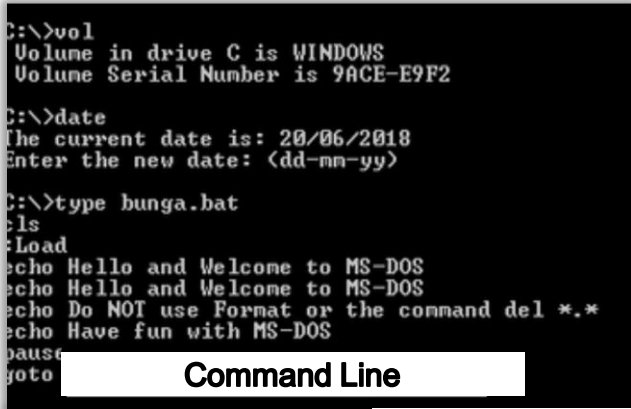 C:\>vol
Volume in drive C is WINDOWS
Volume Serial Number is 9ACE-E9F2
C:\>date
The current date is: 20/06/2018
Enter the new date: (dd-mm-yy)
C:\>type bunga.bat
cls
:Load
echo Hello and Welcome to MS-DOS
echo Hello and Welcome to MS-DOS
echo Do NOT use Format or the command del *.*
echo Have fun with MS-DOS
pause
goto
Command Line